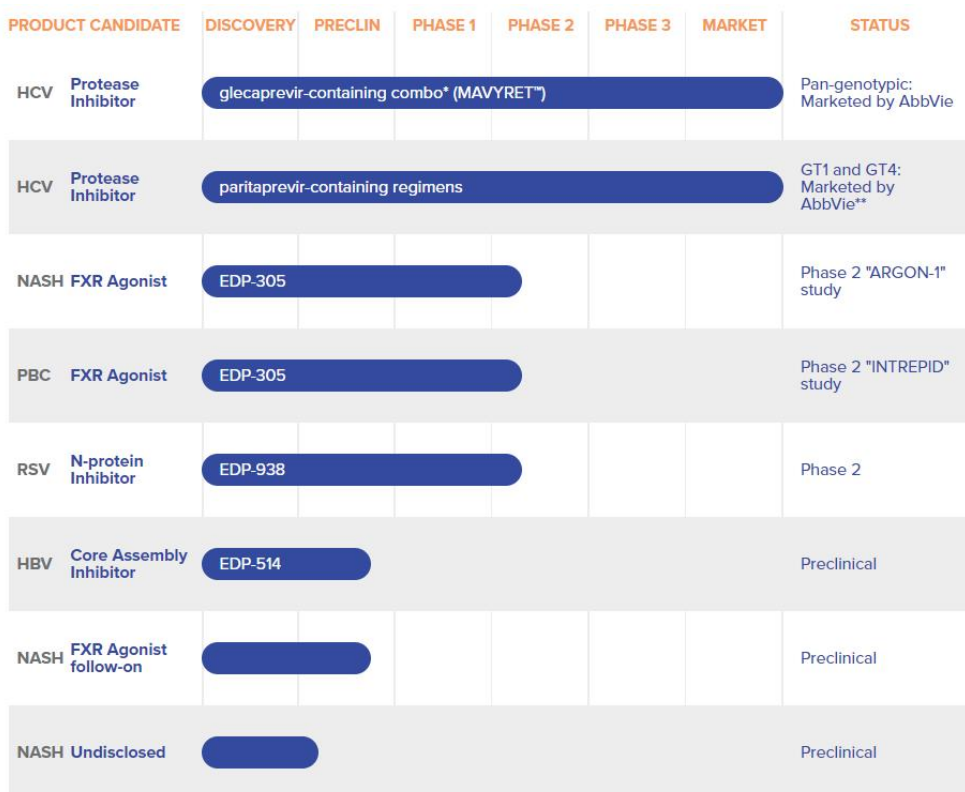 PRODUCT CANDIDATE DISCOVERY PRECLIN PHASE 1 PHASE 2 PHASE 3 MARKET STATUS
HCV
Protease
Inhibitor
glecaprevir-containing combo* (MAVYRET™)
Pan-genotypic:
Marketed by AbbVie
HCV
Protease
Inhibitor
paritaprevir-containing regimens
GT1 and GT4:
Marketed by
AbbVie**
NASH FXR Agonist
EDP-305
Phase 2 "ARGON-1"
study
PBC FXR Agonist
EDP-305
Phase 2 "INTREPID"
study
RSV
N-protein
Inhibitor
EDP-938
Phase 2
HBV
Core Assembly
Inhibitor
EDP-514
Preclinical
NASH
FXR Agonist
follow-on
Preclinical
NASH Undisclosed
Preclinical